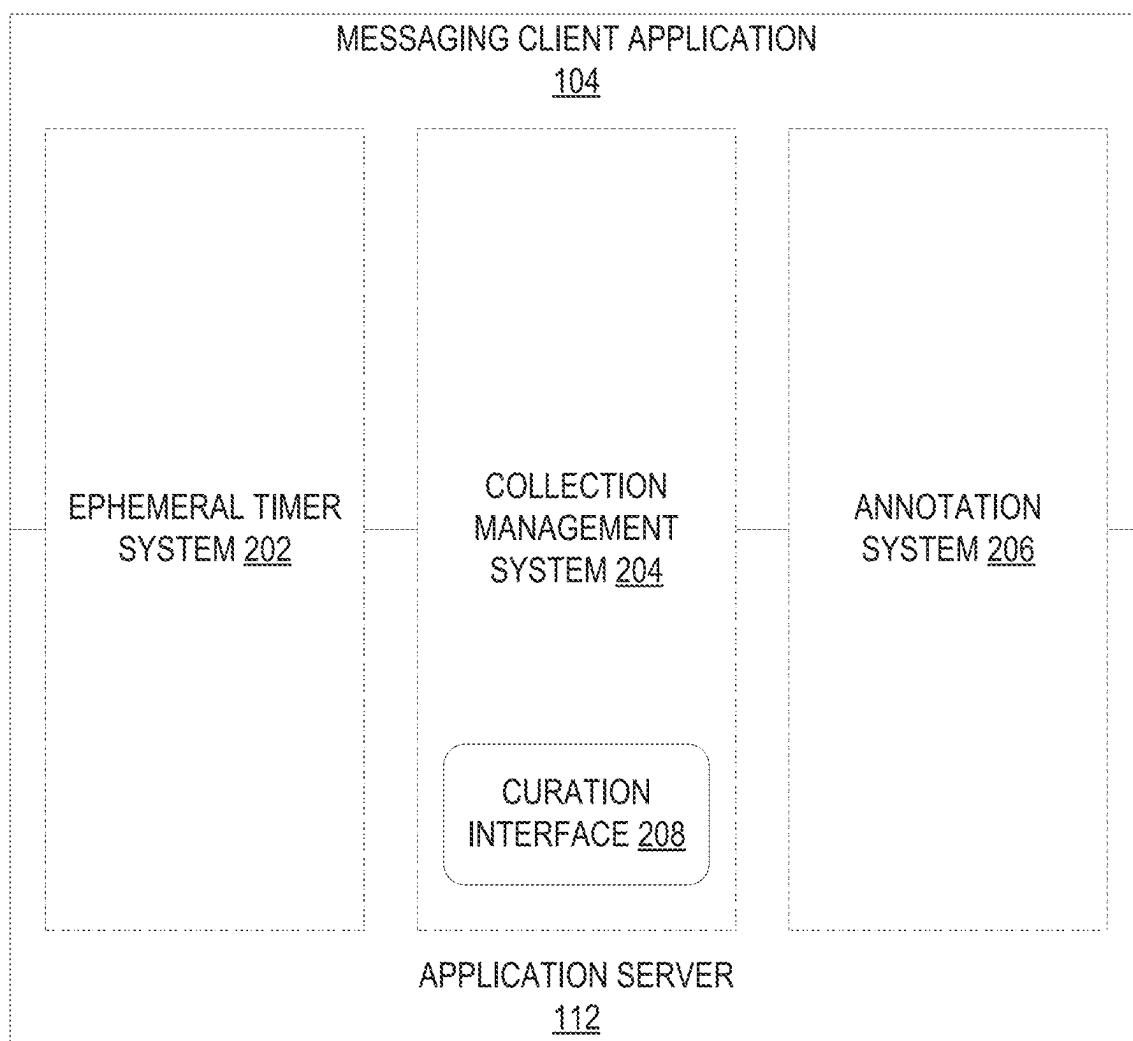 MESSAGING CLIENT APPLICATION
104
EPHEMERAL TIMER
SYSTEM 202
COLLECTION
MANAGEMENT
SYSTEM 204
ANNOTATION
SYSTEM 206
CURATION
INTERFACE 208
APPLICATION SERVER
112